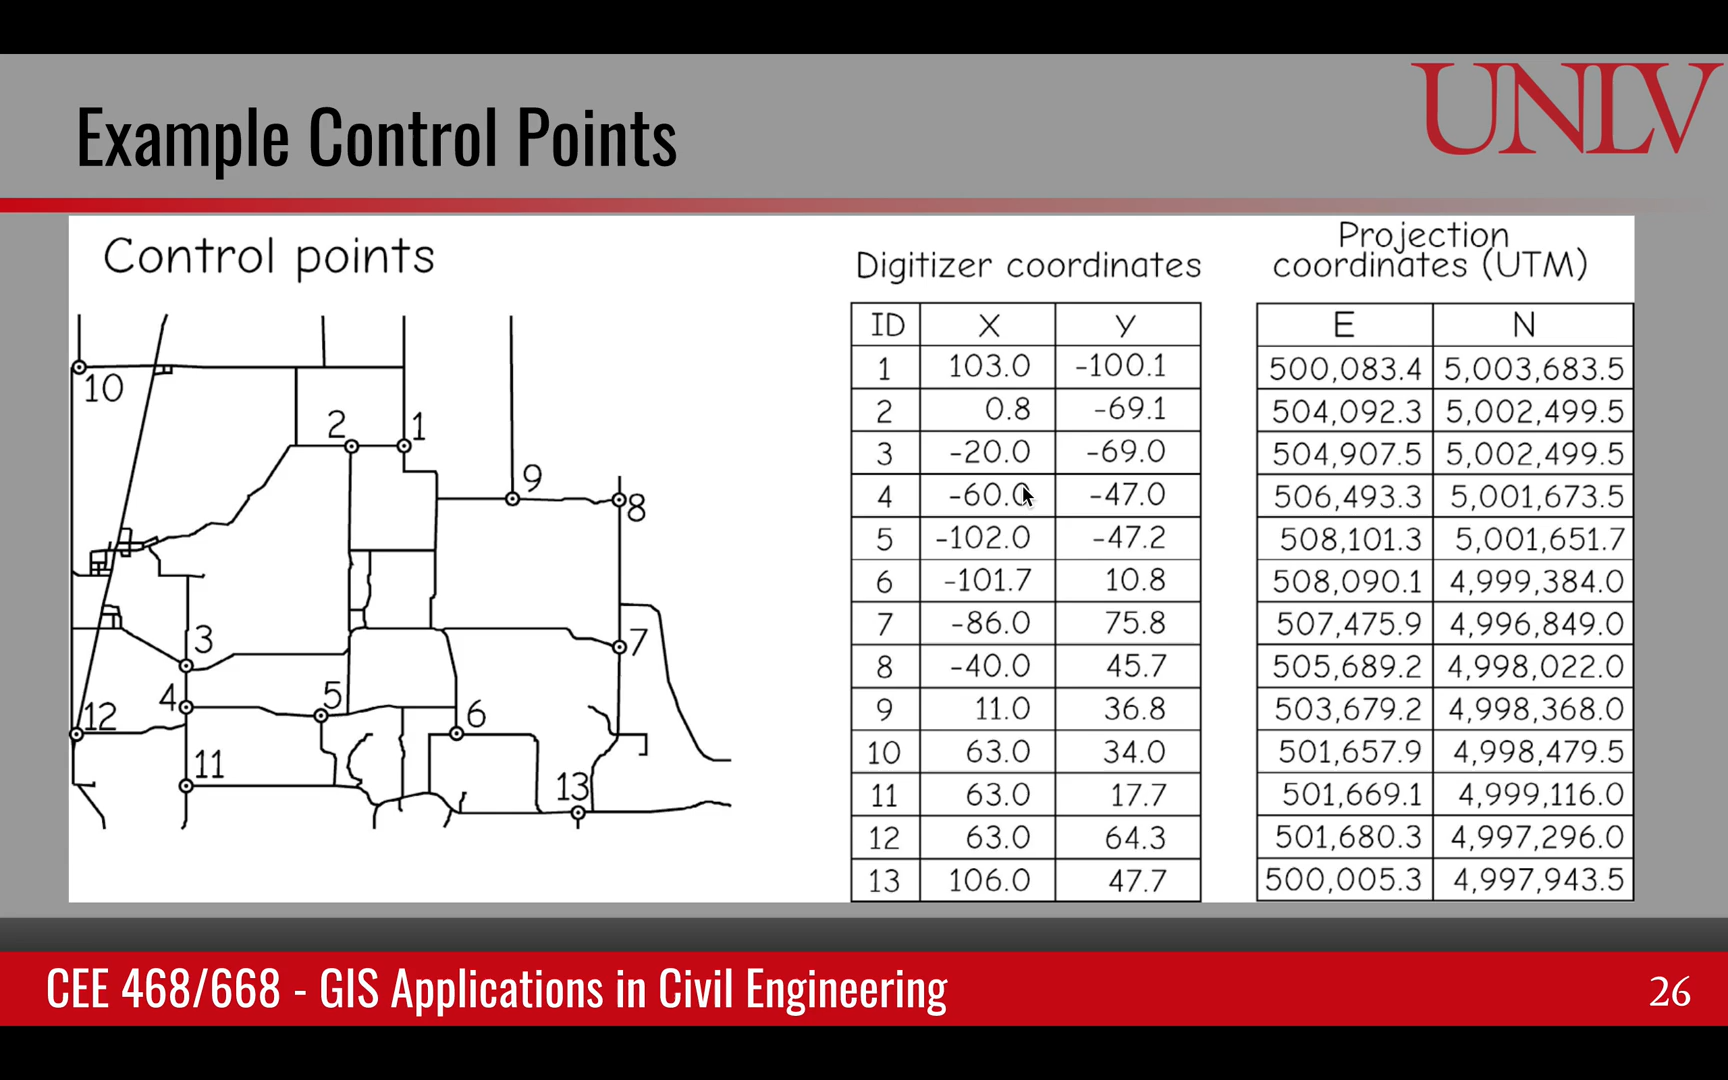 UNLV
Example Control Points
Control points
10
2
1
9
8
3
7
4
5
12
6
11
13
Digitizer coordinates
ID X Y
1 103.0 -100.1
2 0.8 -69.1
3 -20.0 -69.0
4 -60.0 -47.0
5 -102.0 -47.2
6 -101.7 10.8
7 -86.0 75.8
8 -40.0 45.7
9 11.0 36.8
10 63.0 34.0
11 63.0 17.7
12 63.0 64.3
13 106.0 47.7
Projection
coordinates (UTM)
E N
500,083.4 5,003,683.5
504,092.3 5,002,499.5
504,907.5 5,002,499.5
506,493.3 5,001,673.5
508,101.3 5,001,651.7
508,090.1 4,999,384.0
507,475.9 4,996,849.0
505,689.2 4,998,022.0
503,679.2 4,998,368.0
501,657.9 4,998,479.5
501,669.1 4,999,116.0
501,680.3 4,997,296.0
500,005.3 4,997,943.5
CEE 468/668 - GIS Applications in Civil Engineering
26